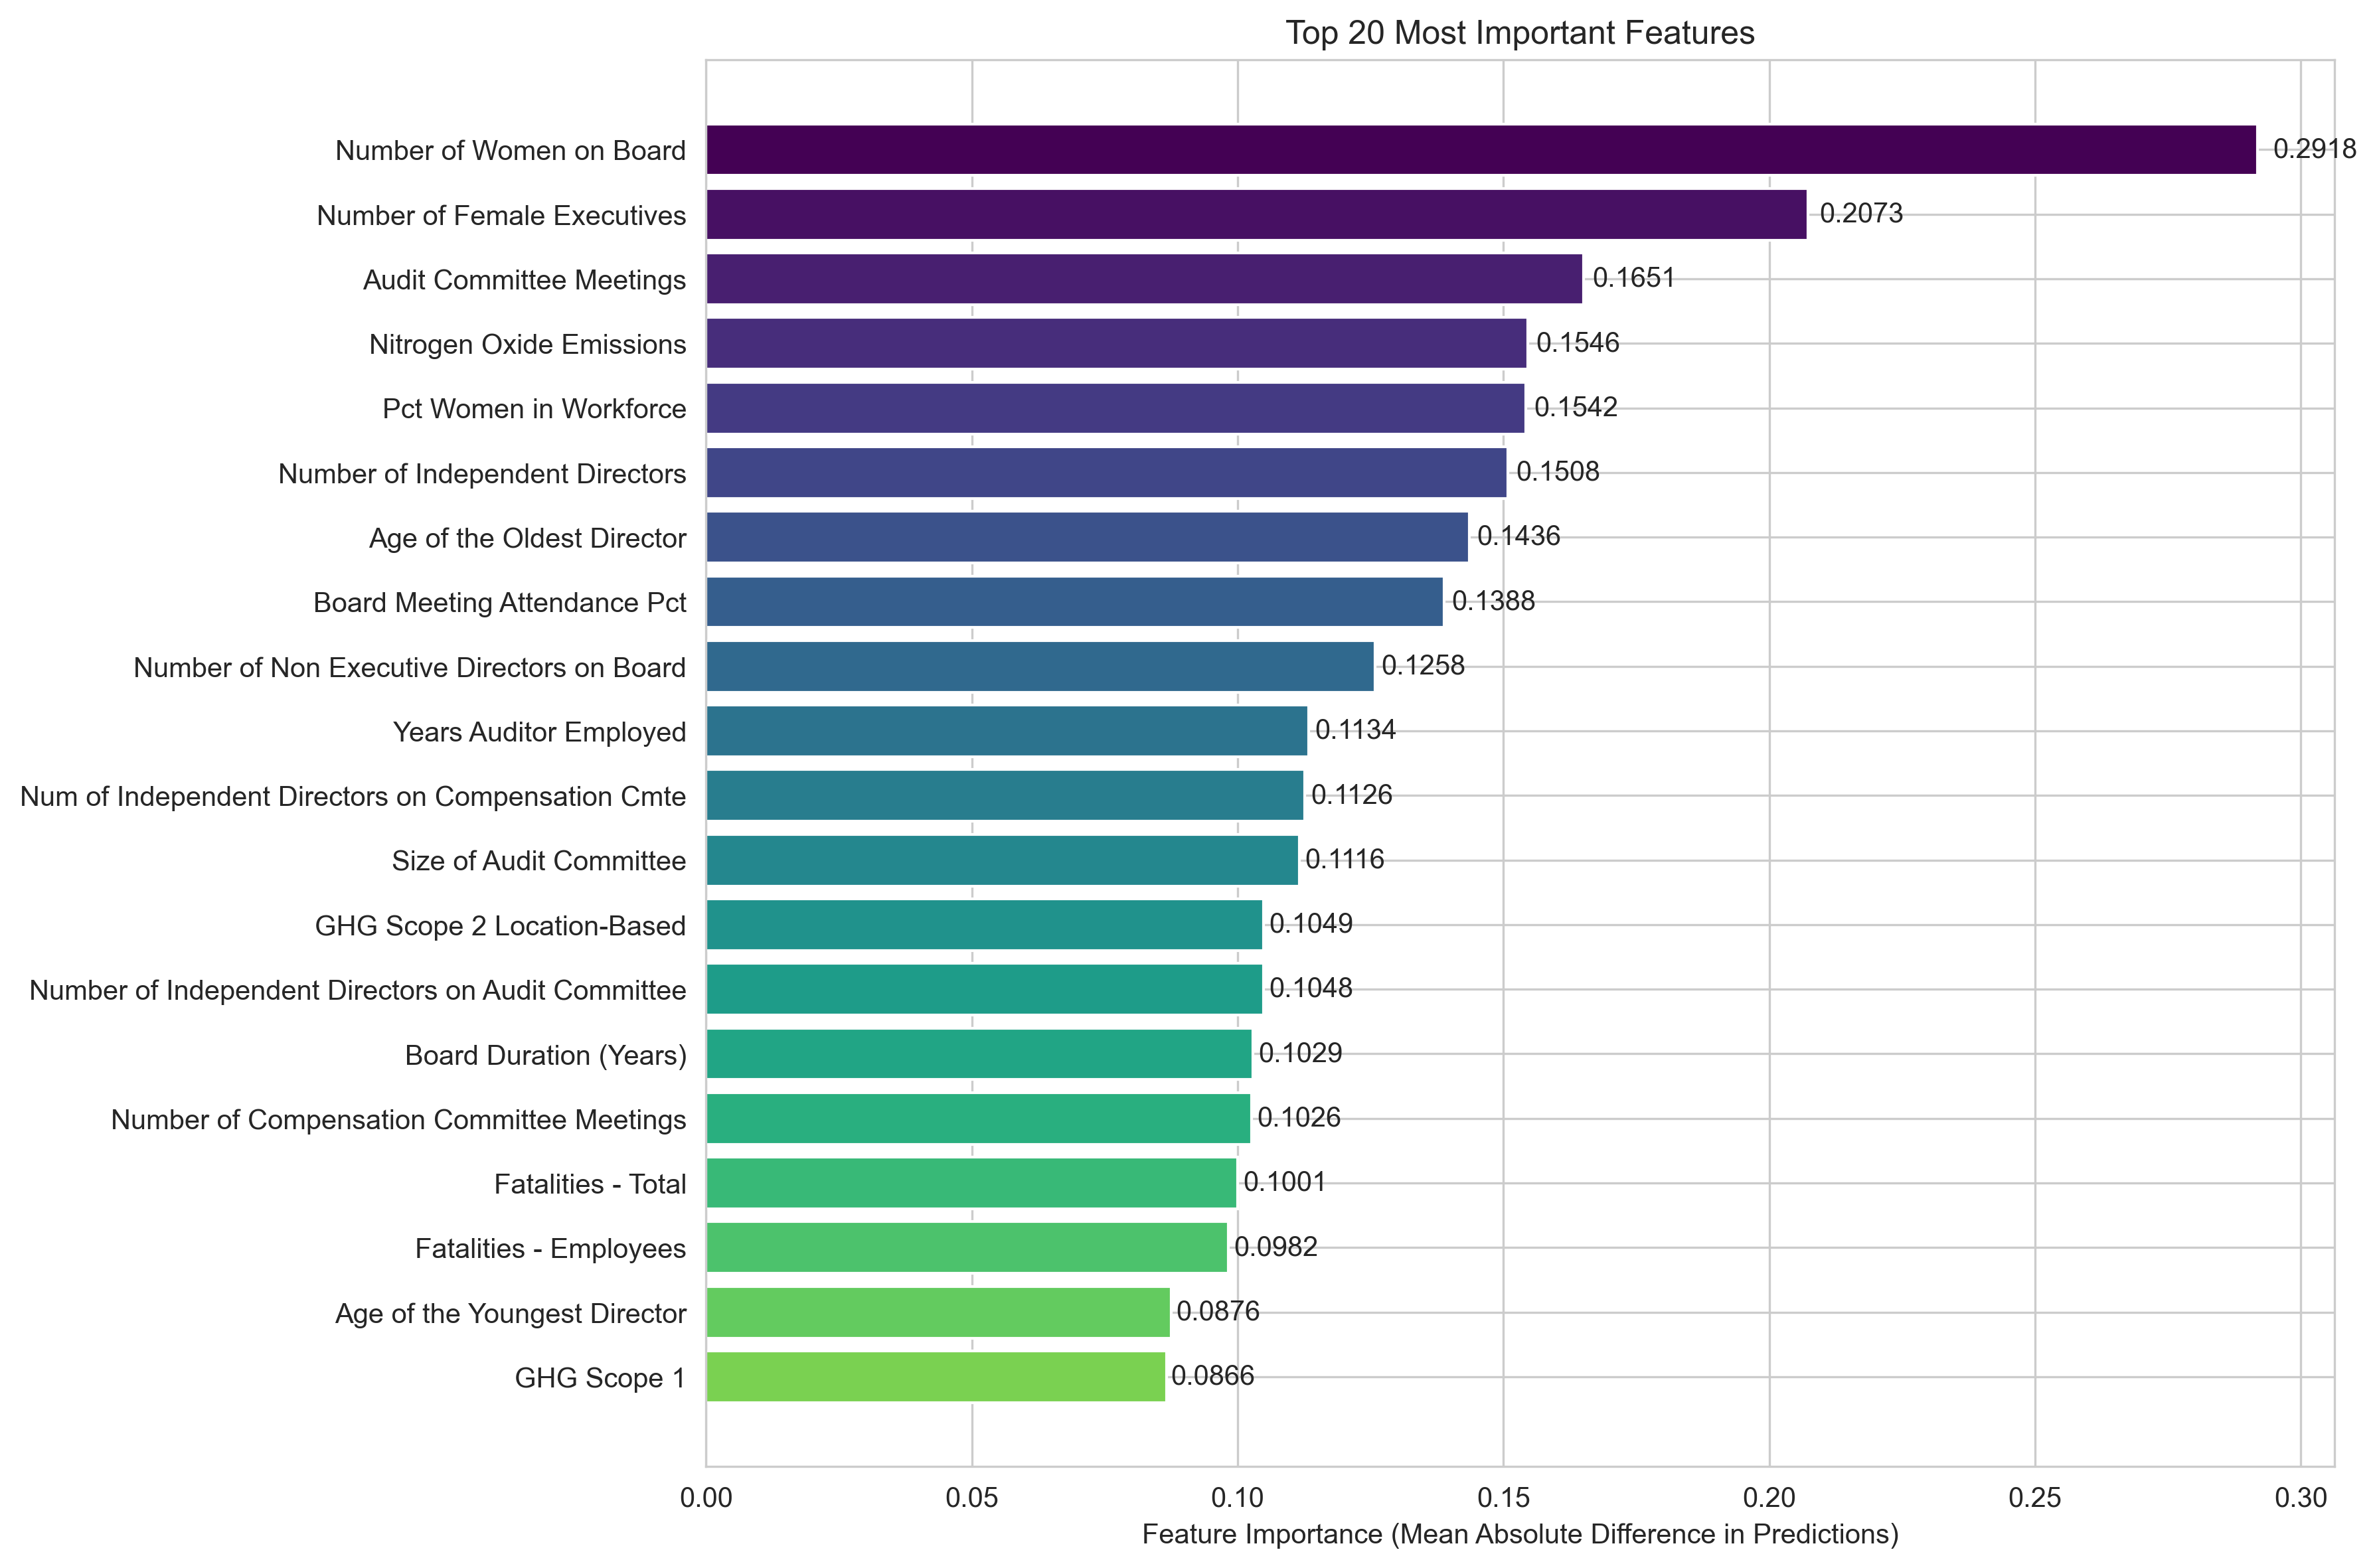 Top 20 Most Important Features
Number of Women on Board 0.2918
Number of Female Executives 0.2073
Audit Committee Meetings 0.1651
Nitrogen Oxide Emissions 0.1546
Pct Women in Workforce 0.1542
Number of Independent Directors 0.1508
Age of the Oldest Director 0.1436
Board Meeting Attendance Pct 0.1388
Number of Non Executive Directors on Board 0.1258
Years Auditor Employed 0.1134
Num of Independent Directors on Compensation Cmte 0.1126
Size of Audit Committee 0.1116
GHG Scope 2 Location-Based 0.1049
Number of Independent Directors on Audit Committee 0.1048
Board Duration (Years) 0.1029
Number of Compensation Committee Meetings 0.1026
Fatalities - Total 0.1001
Fatalities - Employees 0.0982
Age of the Youngest Director 0.0876
GHG Scope 1 0.0866
0.00 0.05 0.10 0.15 0.20 0.25 0.30
Feature Importance (Mean Absolute Difference in Predictions)